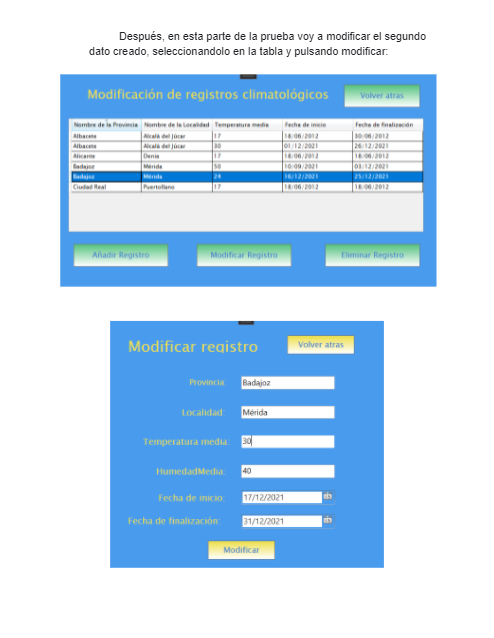 Después, en esta parte de la prueba voy a modificar el segundo
dato creado, seleccionandolo en la tabla y pulsando modificar:
Modificación de registros climatológicos
Volver atras
Nombre de la Provincia Nombre de la Localidad Temperatura media Fecha de inicio Fecha de finalización
Albacete Alcalá del Júcar 17 18/06/2012 30/06/2012
Albacete Alcalá del Júcar 30 01/12/2021 26/12/2021
Alicante Denia 17 18/06/2012 18/06/2012
Badajoz Mérida 50 10/09/2021 03/12/2021
Badajoz Mérida 24 16/12/2021 25/12/2021
Ciudad Real Puertollano 17 18/06/2012 18/06/2012
Añadir Registro Modificar Registro Eliminar Registro
Modificar registro
Volver atras
Provincia: Badajoz
Localidad: Mérida
Temperatura media: 30
HumedadMedia: 40
Fecha de inicio: 17/12/2021
Fecha de finalización: 31/12/2021
Modificar